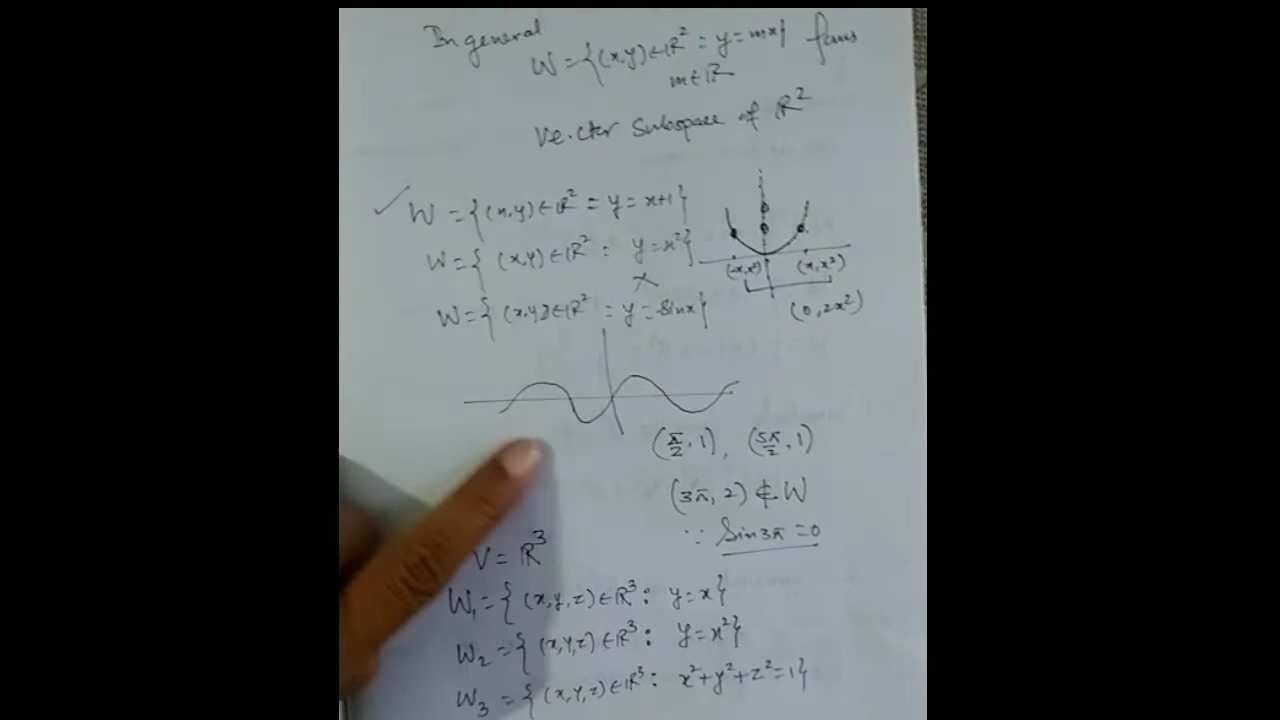 In general
W = {(x,y) ∈ ℝ² = y = mx} forms
m ∈ ℝ
Vector Subspace of ℝ²
✓ W = {(x,y) ∈ ℝ² = y = x+1}
W = { (x,y) ∈ ℝ² : y = x²}
×
(-x, x²) (x, x²)
W = { (x,y) ∈ ℝ² = y = sinx}
(0, 2x²)
(π/2, 1), (5π/2, 1)
(3π, 2) ∉ W
∵ Sin3π = 0
V = ℝ³
W₁ = { (x,y,z) ∈ ℝ³ : y = x}
W₂ = { (x,y,z) ∈ ℝ³ : y = x²}
W₃ = { (x,y,z) ∈ ℝ³ : x²+y²+z² = 1}